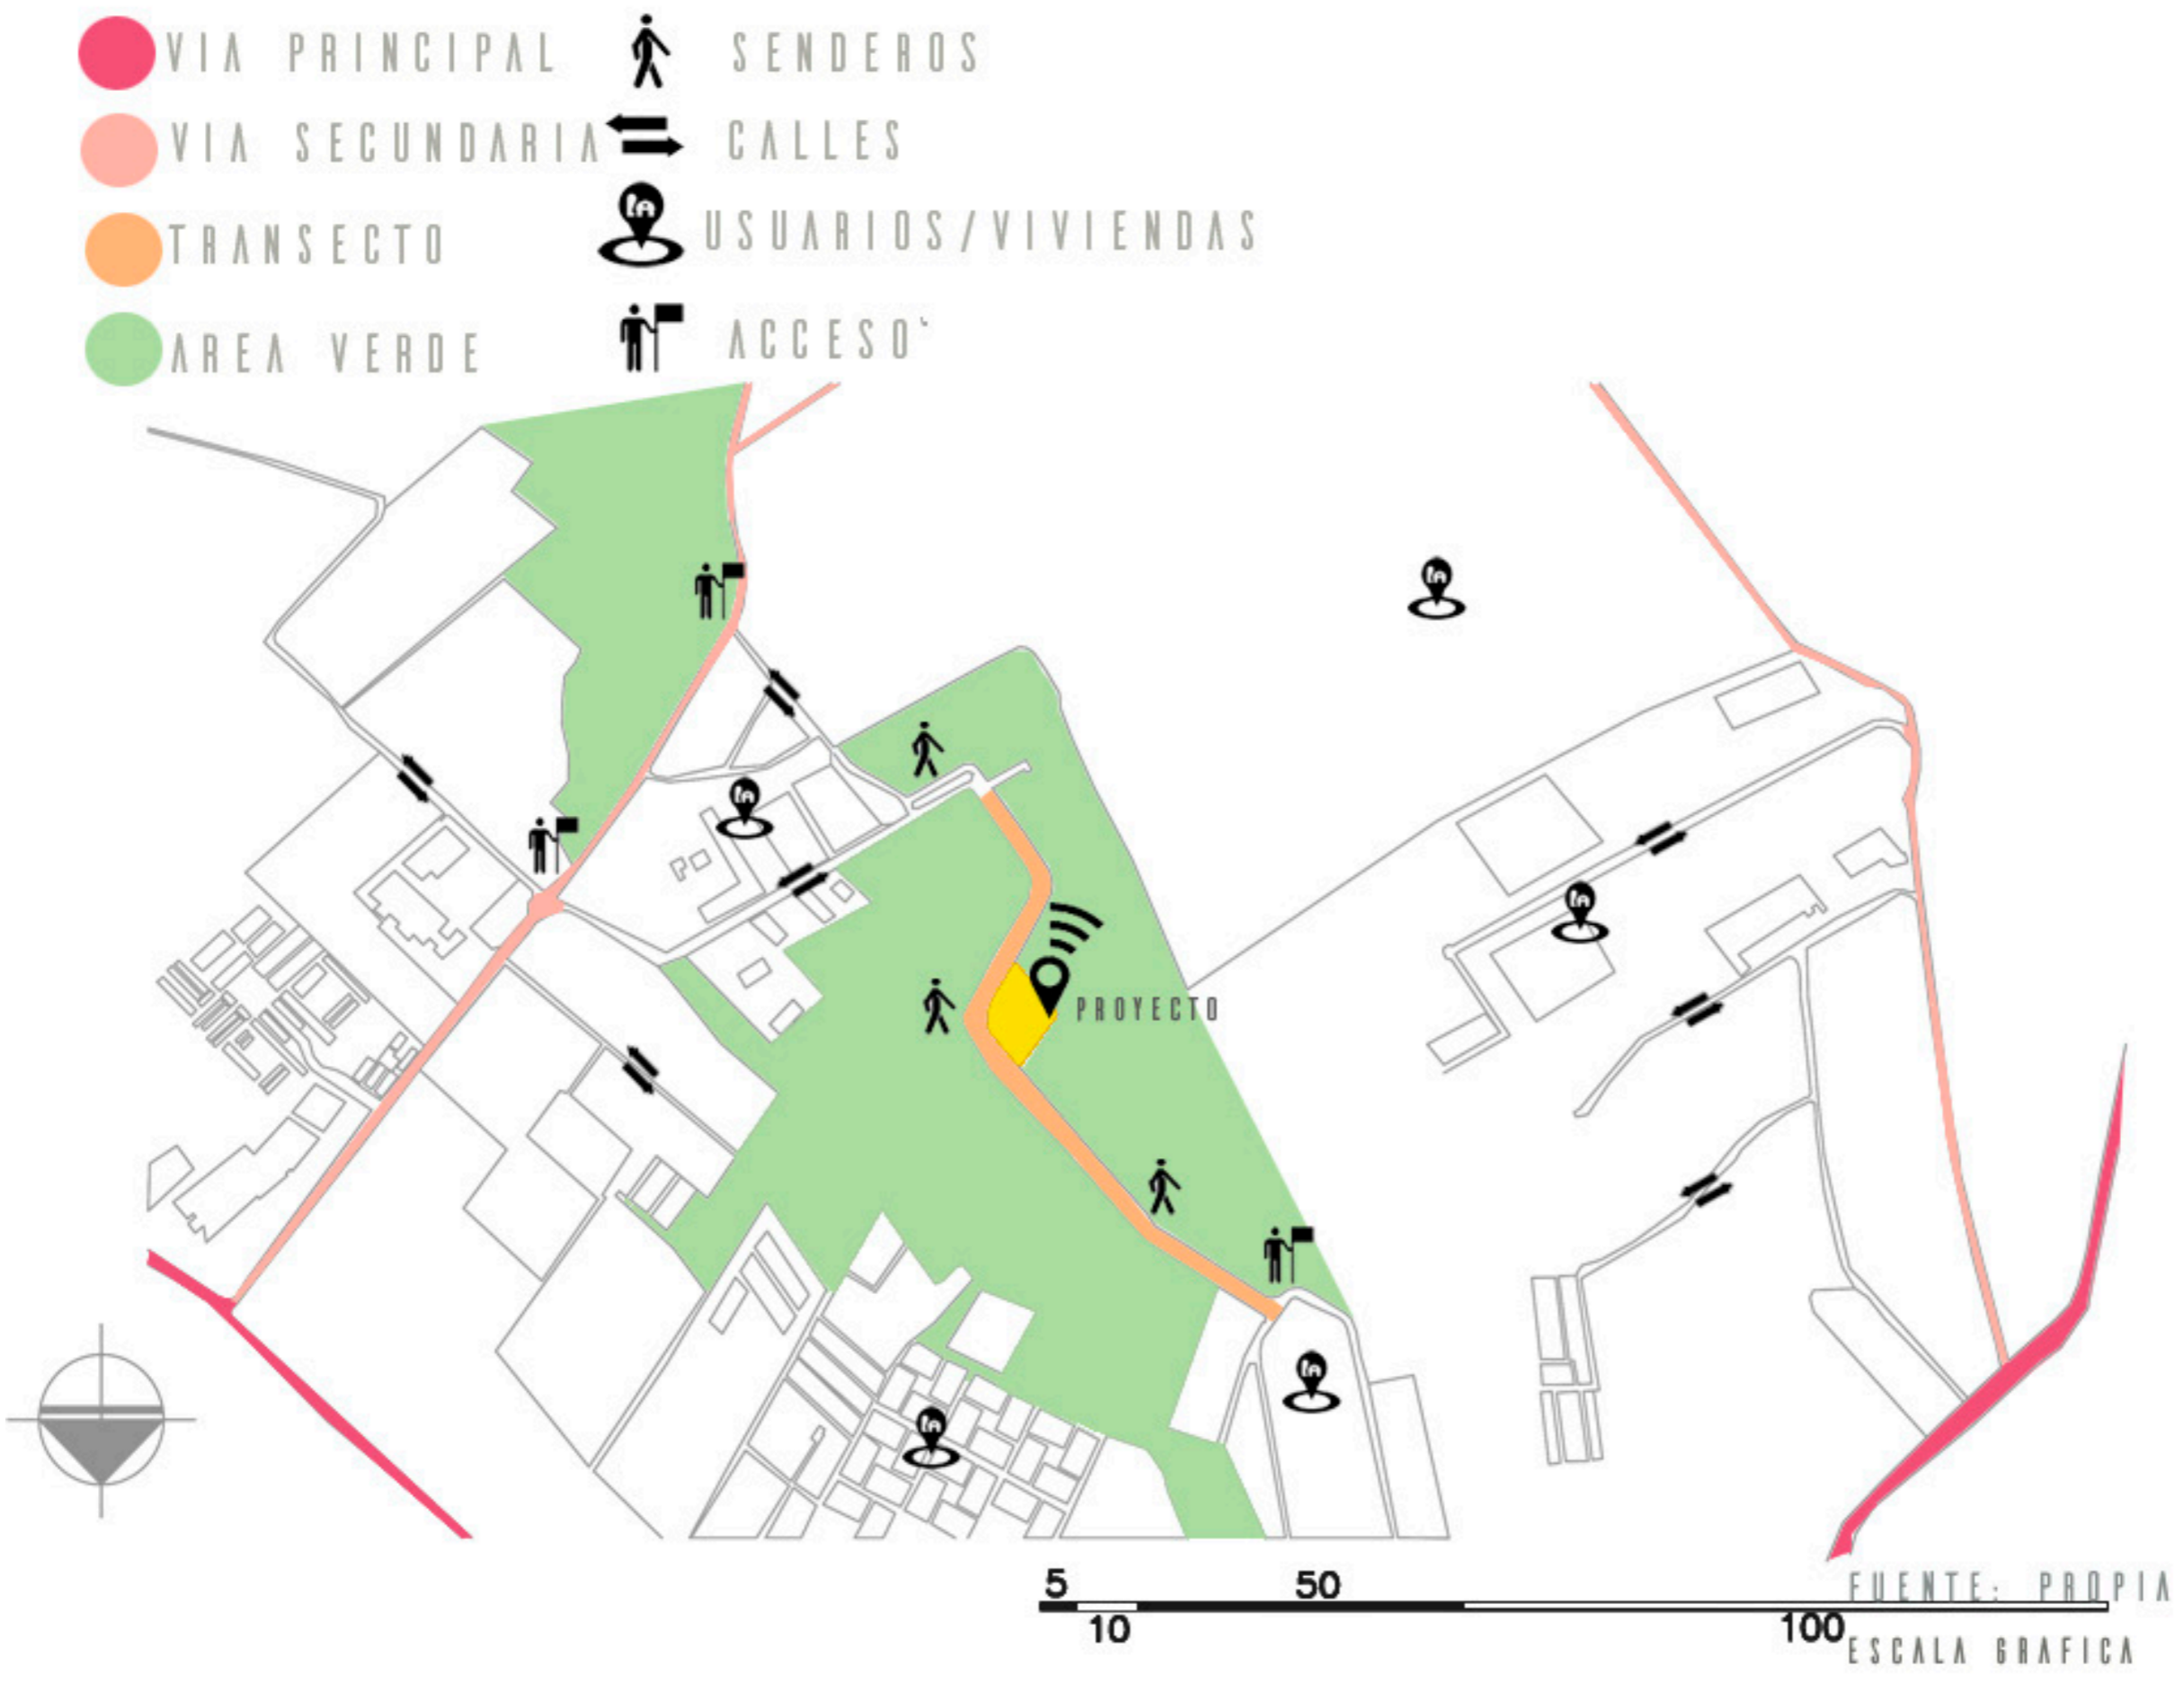 VIA PRINCIPAL
SENDEROS
VIA SECUNDARIA
CALLES
USUARIOS/VIVIENDAS
TRANSECTO
AREA VERDE
ACCESO
PROYECTO
5
50
10
100
FUENTE: PROPIA
ESCALA GRAFICA